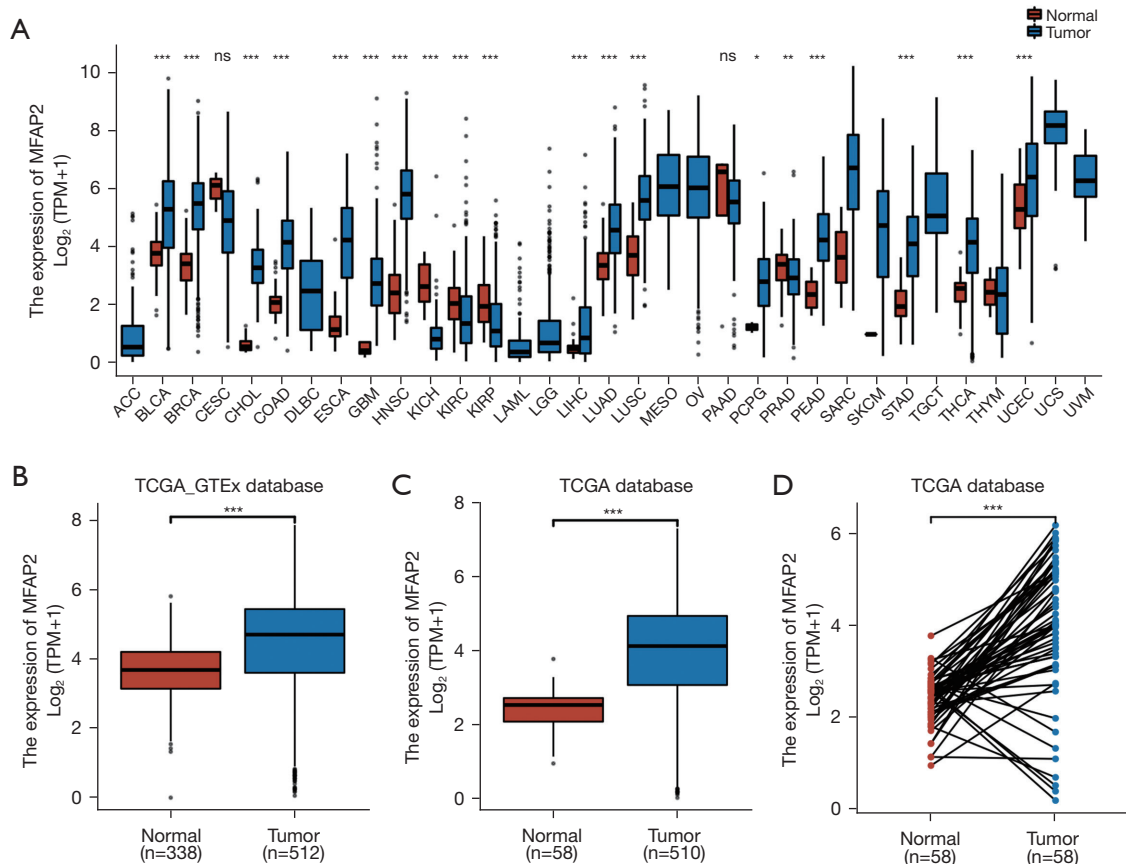 A
Normal
Tumor
The expression of MFAP2
Log₂ (TPM+1)
10
8
6
4
2
0
*** *** ns *** *** *** *** *** *** *** *** *** *** *** ns * ** *** *** *** ***
ACC BLCA BRCA CESC CHOL COAD DLBC ESCA GBM HNSC KICH KIRC KIRP LAML LGG LIHC LUAD LUSC MESO OV PAAD PCPG PRAD PEAD SARC SKCM STAD TGCT THCA THYM UCEC UCS UVM
B
TCGA_GTEx database
***
The expression of MFAP2
Log₂ (TPM+1)
8
6
4
2
0
Normal
(n=338)
Tumor
(n=512)
C
TCGA database
***
The expression of MFAP2
Log₂ (TPM+1)
8
6
4
2
0
Normal
(n=58)
Tumor
(n=510)
D
TCGA database
***
The expression of MFAP2
Log₂ (TPM+1)
6
4
2
0
Normal
(n=58)
Tumor
(n=58)